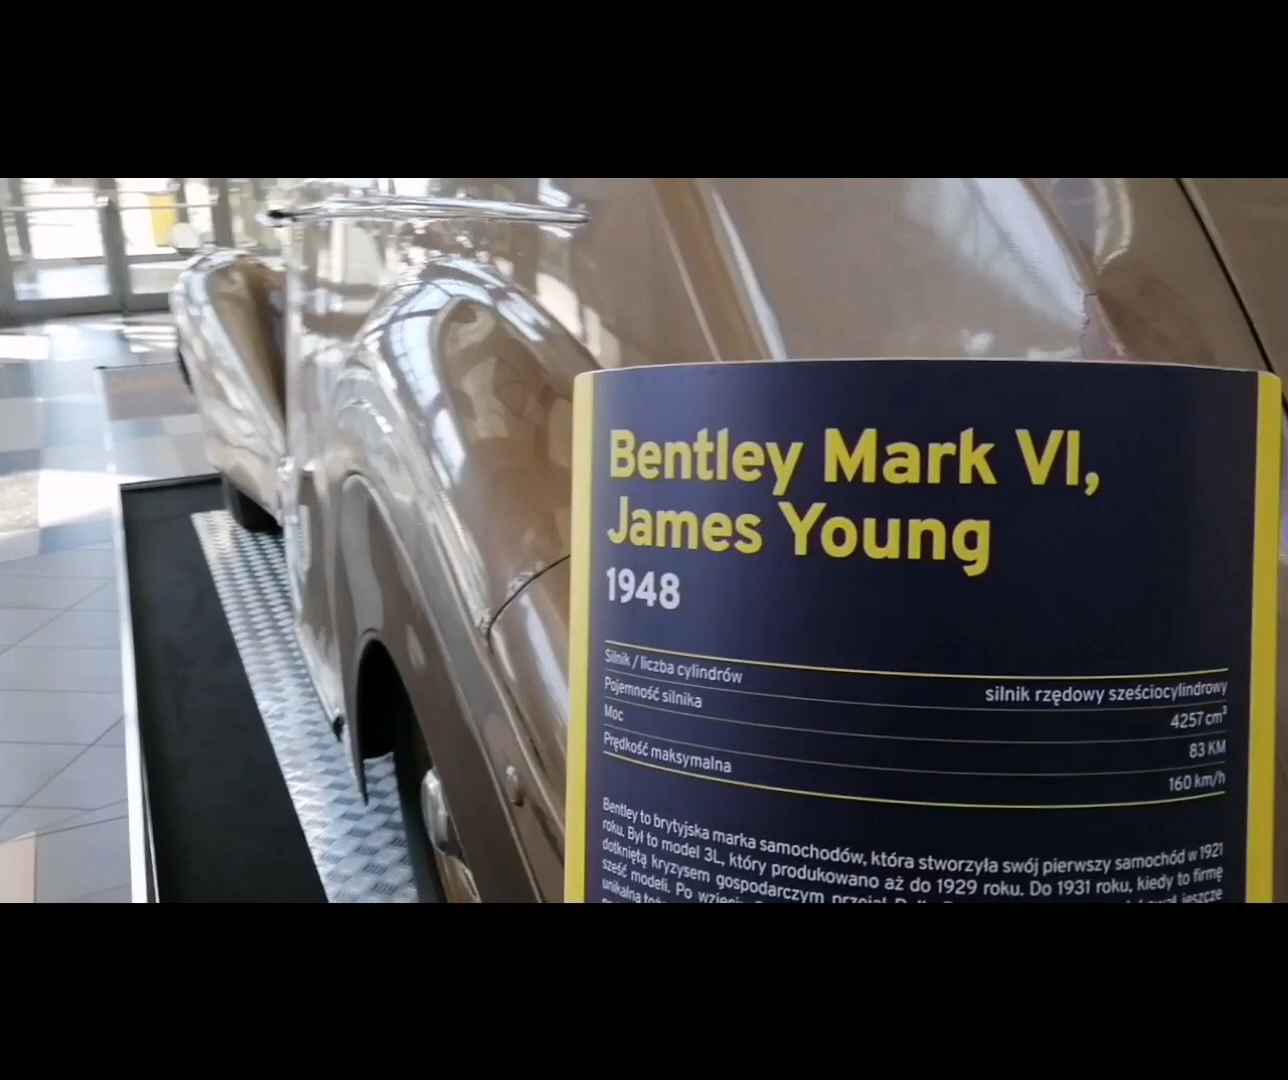 Bentley Mark VI,
James Young
1948
Silnik / liczba cylindrów silnik rzędowy sześciocylindrowy
Pojemność silnika 4257 cm³
Moc 83 KM
Prędkość maksymalna 160 km/h
Bentley to brytyjska marka samochodów, która stworzyła swój pierwszy samochód w 1921
roku. Był to model 3L, który produkowano aż do 1929 roku. Do 1931 roku, kiedy to firmę
dotkniętą kryzysem gospodarczym przejął
sześć modeli. Po jeszcze
unikalną